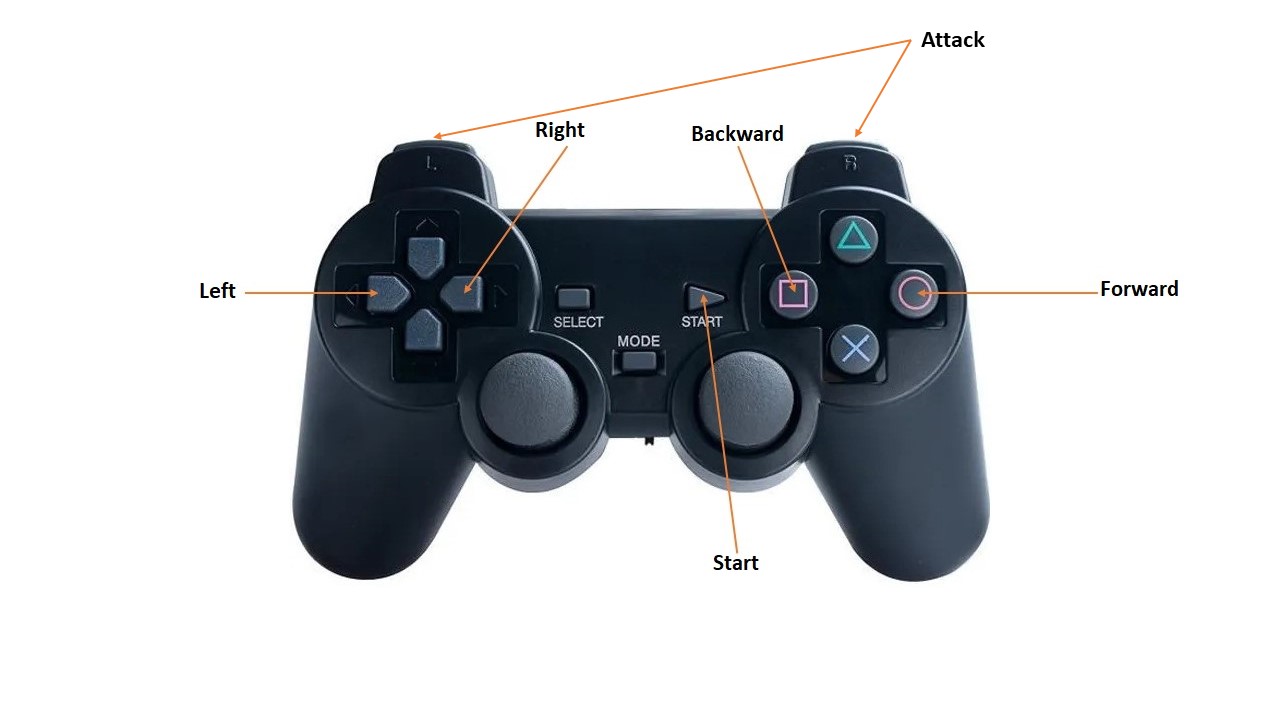 Attack
Right
Backward
L
R
Left
Forward
SELECT
START
MODE
Start